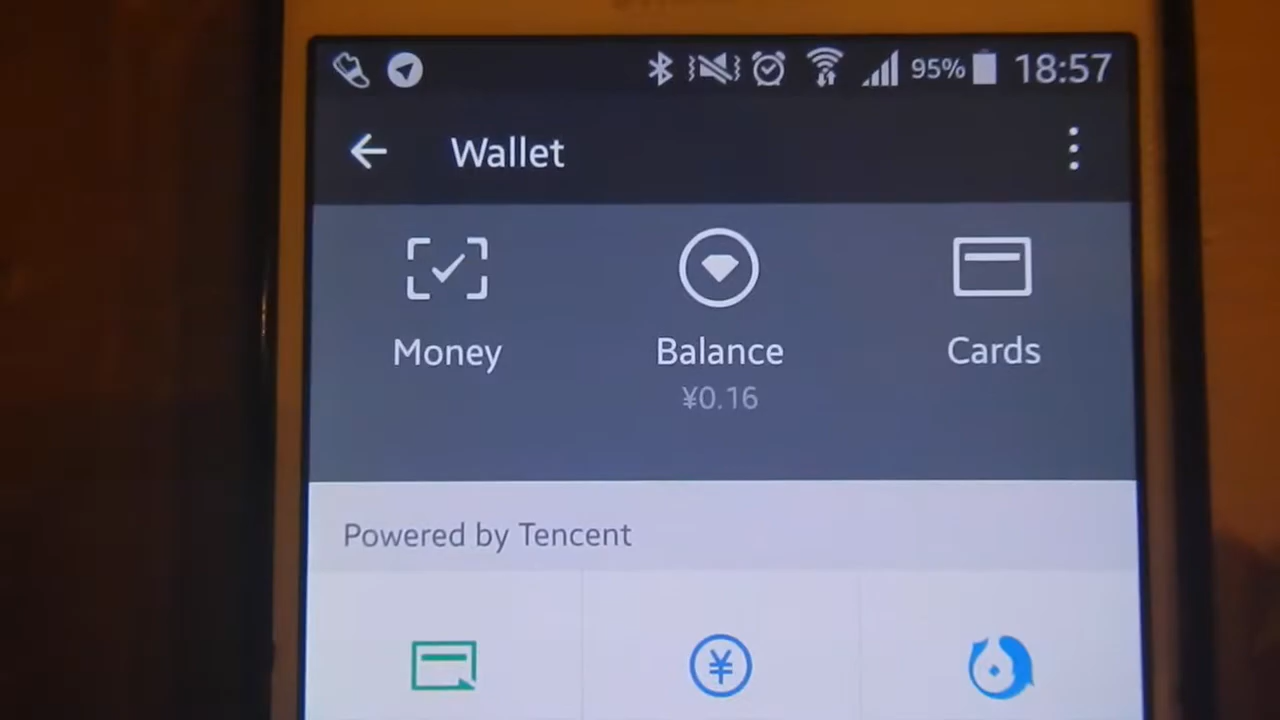 95% 18:57
Wallet
Money Balance Cards
¥0.16
Powered by Tencent
¥